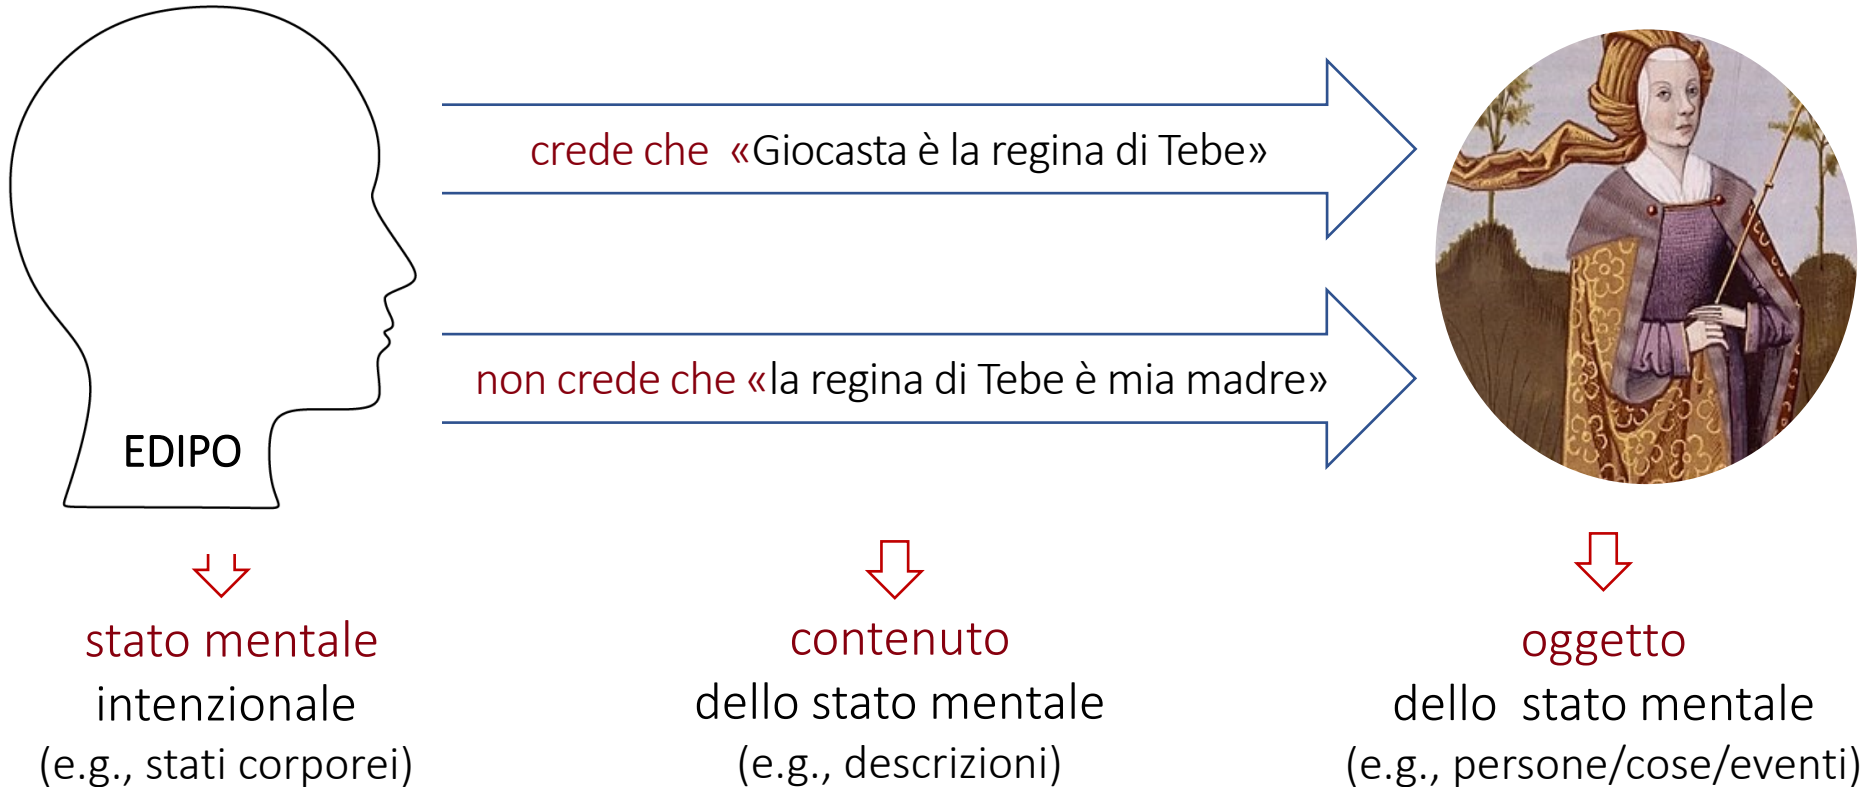 crede che «Giocasta è la regina di Tebe»
non crede che «la regina di Tebe è mia madre»
EDIPO
stato mentale
intenzionale
(e.g., stati corporei)
contenuto
dello stato mentale
(e.g., descrizioni)
oggetto
dello stato mentale
(e.g., persone/cose/eventi)